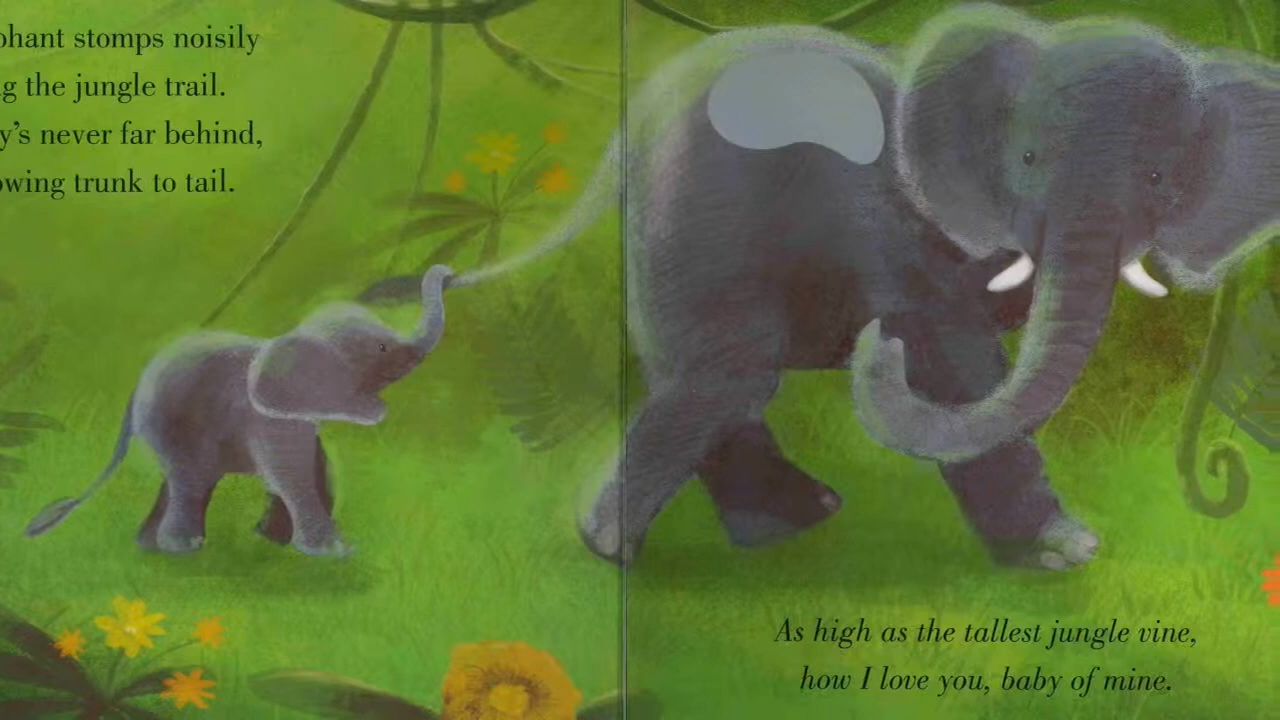 phant stomps noisily
g the jungle trail.
y's never far behind,
owing trunk to tail.
As high as the tallest jungle vine,
how I love you, baby of mine.